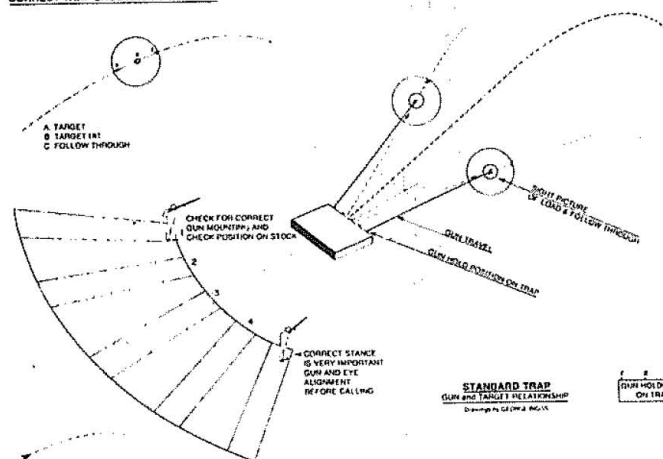 A. TARGET
B TARGET HIT
C FOLLOW THROUGH
CHECK FOR CORRECT
GUN MOUNTING AND
CHECK POSITION ON STOCK
2
3
4
CORRECT STANCE
IS VERY IMPORTANT
GUN AND EYE
ALIGNMENT
BEFORE CALLING
SIGHT PICTURE
OF LEAD & FOLLOW THROUGH
GUN TRAVEL
GUN HOLD POSITION ON TRAP
STANDARD TRAP
GUN and TARGET RELATIONSHIP
GUN HOLD
ON TRAP